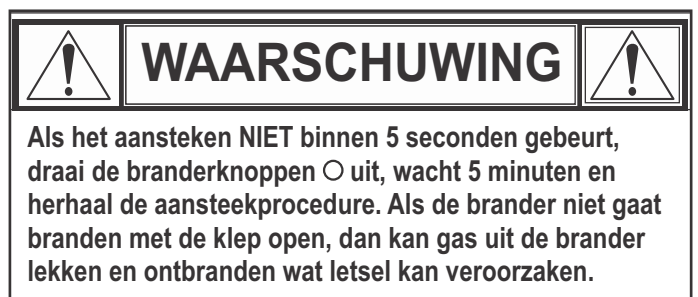 WAARSCHUWING
Als het aansteken NIET binnen 5 seconden gebeurt,
draai de branderknoppen O uit, wacht 5 minuten en
herhaal de aansteekprocedure. Als de brander niet gaat
branden met de klep open, dan kan gas uit de brander
lekken en ontbranden wat letsel kan veroorzaken.